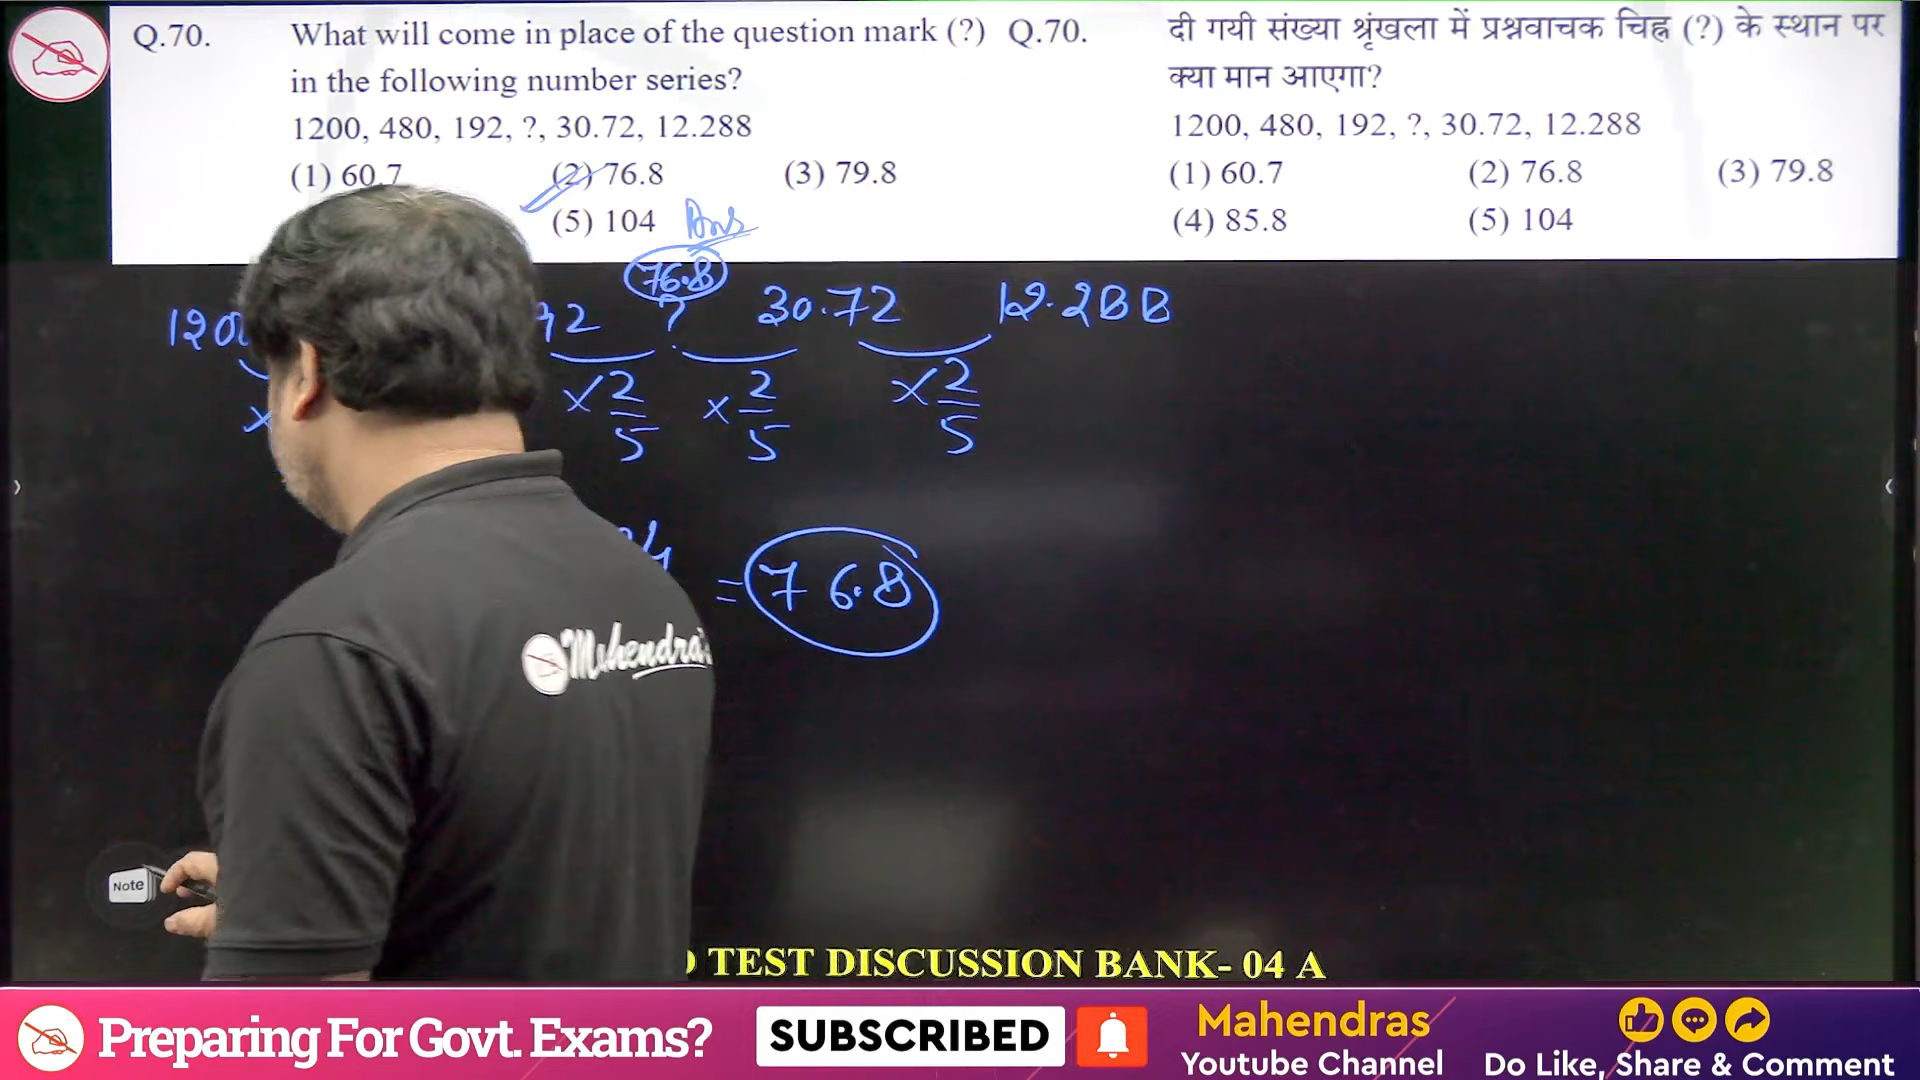 Q.70. What will come in place of the question mark (?)
in the following number series?
1200, 480, 192, ?, 30.72, 12.288
(1) 60.7 (2) 76.8 (3) 79.8
(5) 104 Ans
Q.70. दी गयी संख्या श्रृंखला में प्रश्नवाचक चिह्न (?) के स्थान पर
क्या मान आएगा?
1200, 480, 192, ?, 30.72, 12.288
(1) 60.7 (2) 76.8 (3) 79.8
(4) 85.8 (5) 104
76.8
120 92 ? 30.72 12.288
× ×2/5 ×2/5 ×2/5
= 76.8
Mahendra's
Note
TEST DISCUSSION BANK- 04 A
Preparing For Govt. Exams?
SUBSCRIBED
Mahendras
Youtube Channel
Do Like, Share & Comment